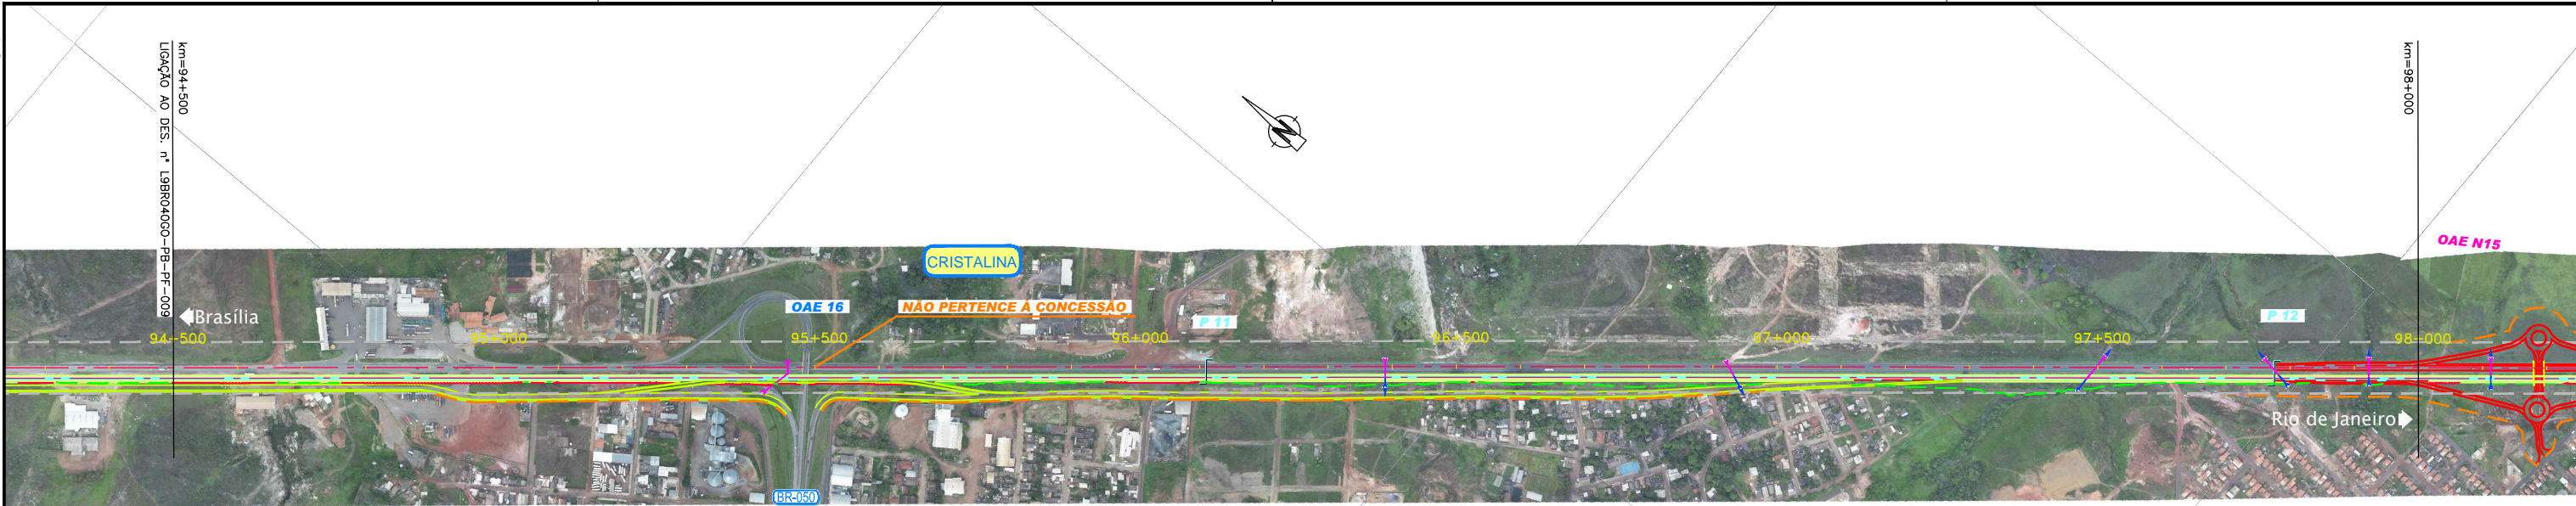 km=94+500
LIGAÇÃO AO DES. n° L9BR040GO-PB-PF-009
km=98+000
N
OAE N15
CRISTALINA
OAE 16
NÃO PERTENCE À CONCESSÃO
P 11
P 12
Brasília
94+500
95+000
95+500
96+000
96+500
97+000
97+500
98+000
Rio de Janeiro
BR-050